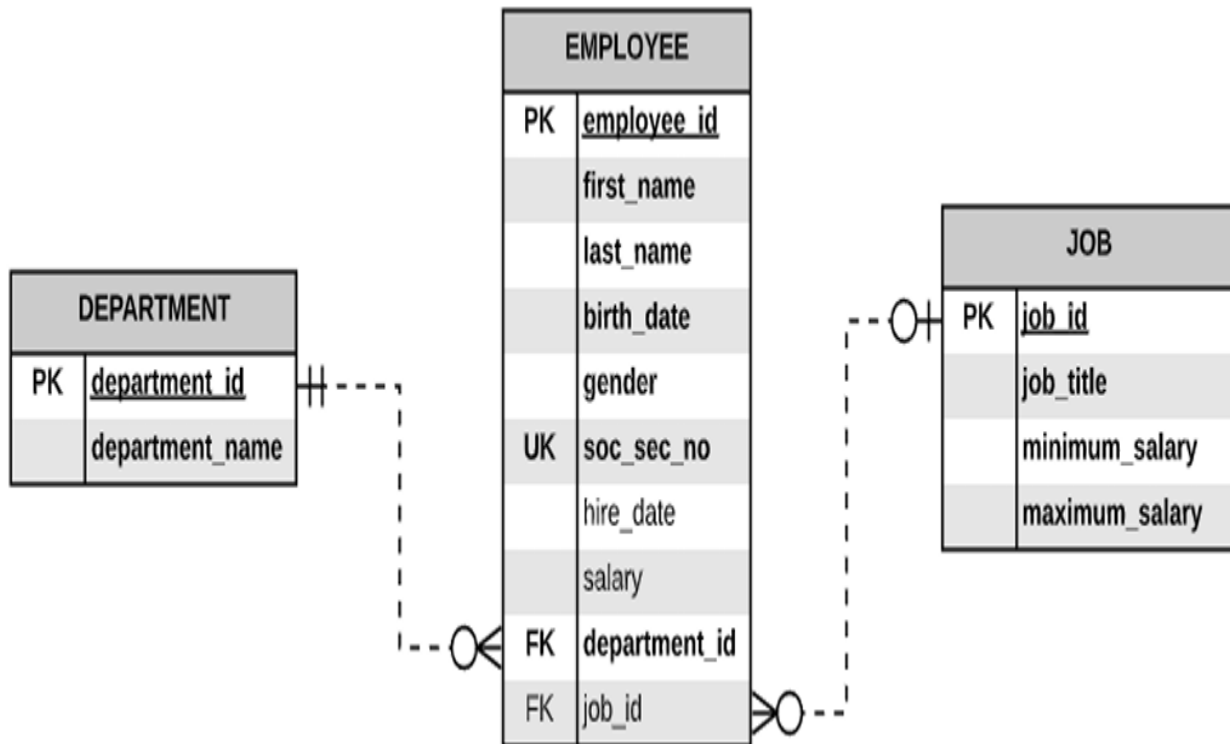 DEPARTMENT
PK department_id
department_name
EMPLOYEE
PK employee_id
first_name
last_name
birth_date
gender
UK soc_sec_no
hire_date
salary
FK department_id
FK job_id
JOB
PK job_id
job_title
minimum_salary
maximum_salary